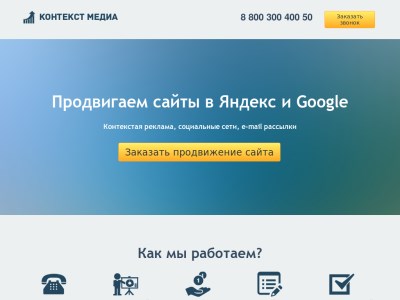 КОНТЕКСТ МЕДИА
8 800 300 400 50
Заказать
звонок
Продвигаем сайты в Яндекс и Google
Контекстая реклама, социальные сети, e-mail рассылки
Заказать продвижение сайта
Как мы работаем?